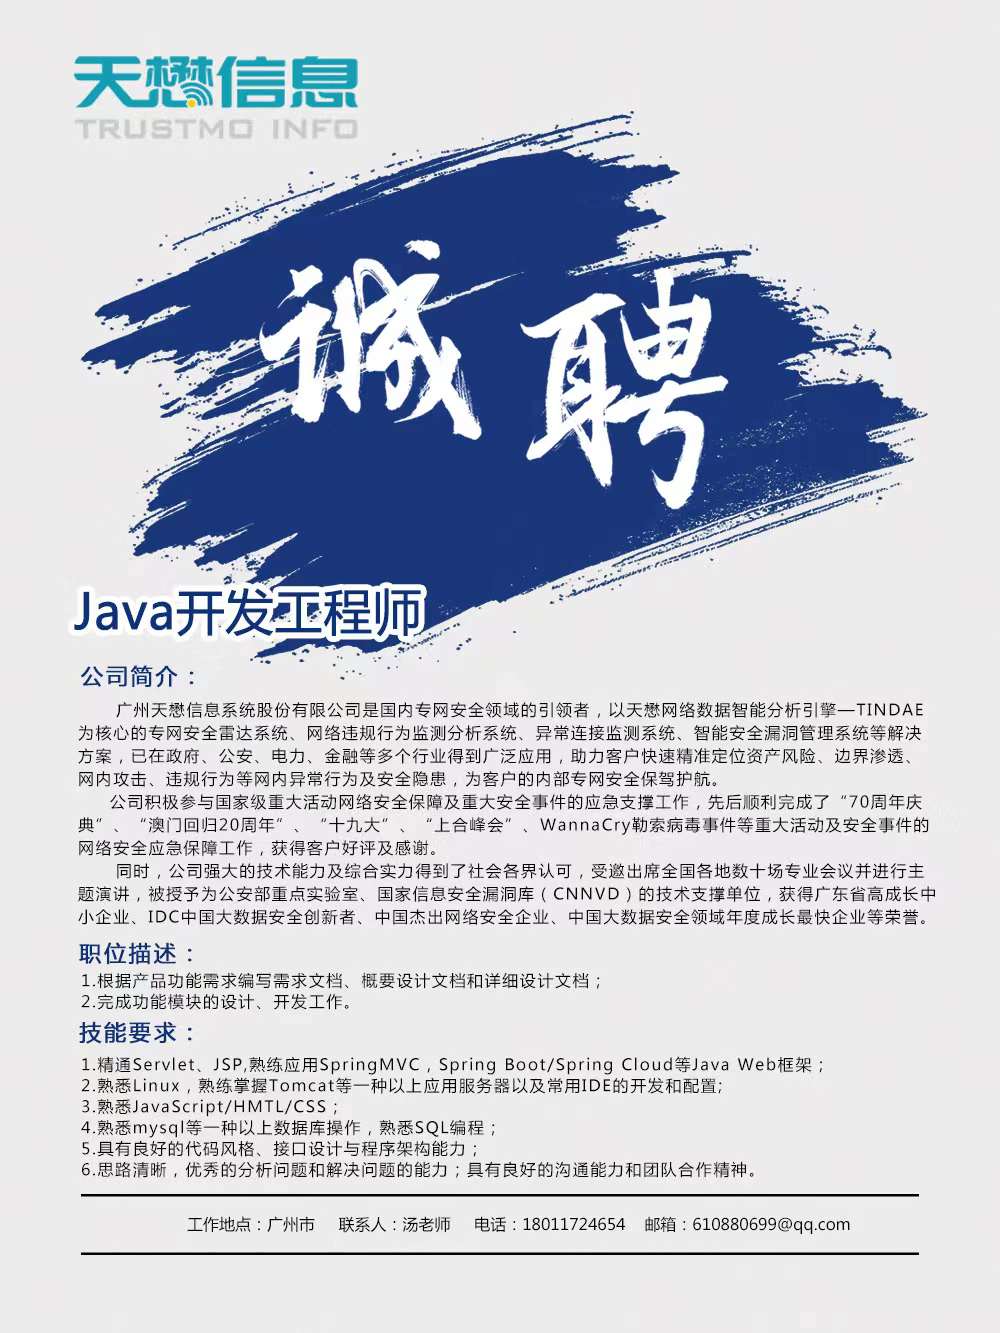 天懋信息
TRUSTMO INFO
诚聘
Java开发工程师
公司简介：
广州天懋信息系统股份有限公司是国内专网安全领域的引领者，以天懋网络数据智能分析引擎—TINDAE
为核心的专网安全雷达系统、网络违规行为监测分析系统、异常连接监测系统、智能安全漏洞管理系统等解决
方案，已在政府、公安、电力、金融等多个行业得到广泛应用，助力客户快速精准定位资产风险、边界渗透、
网内攻击、违规行为等网内异常行为及安全隐患，为客户的内部专网安全保驾护航。
公司积极参与国家级重大活动网络安全保障及重大安全事件的应急支撑工作，先后顺利完成了“70周年庆
典”、“澳门回归20周年”、“十九大”、“上合峰会”、WannaCry勒索病毒事件等重大活动及安全事件的
网络安全应急保障工作，获得客户好评及感谢。
同时，公司强大的技术能力及综合实力得到了社会各界认可，受邀出席全国各地数十场专业会议并进行主
题演讲，被授予为公安部重点实验室、国家信息安全漏洞库（CNNVD）的技术支撑单位，获得广东省高成长中
小企业、IDC中国大数据安全创新者、中国杰出网络安全企业、中国大数据安全领域年度成长最快企业等荣誉。
职位描述：
1.根据产品功能需求编写需求文档、概要设计文档和详细设计文档；
2.完成功能模块的设计、开发工作。
技能要求：
1.精通Servlet、JSP,熟练应用SpringMVC，Spring Boot/Spring Cloud等Java Web框架；
2.熟悉Linux，熟练掌握Tomcat等一种以上应用服务器以及常用IDE的开发和配置;
3.熟悉JavaScript/HMTL/CSS；
4.熟悉mysql等一种以上数据库操作，熟悉SQL编程；
5.具有良好的代码风格、接口设计与程序架构能力；
6.思路清晰，优秀的分析问题和解决问题的能力；具有良好的沟通能力和团队合作精神。
工作地点：广州市 联系人：汤老师 电话：18011724654 邮箱：610880699@qq.com